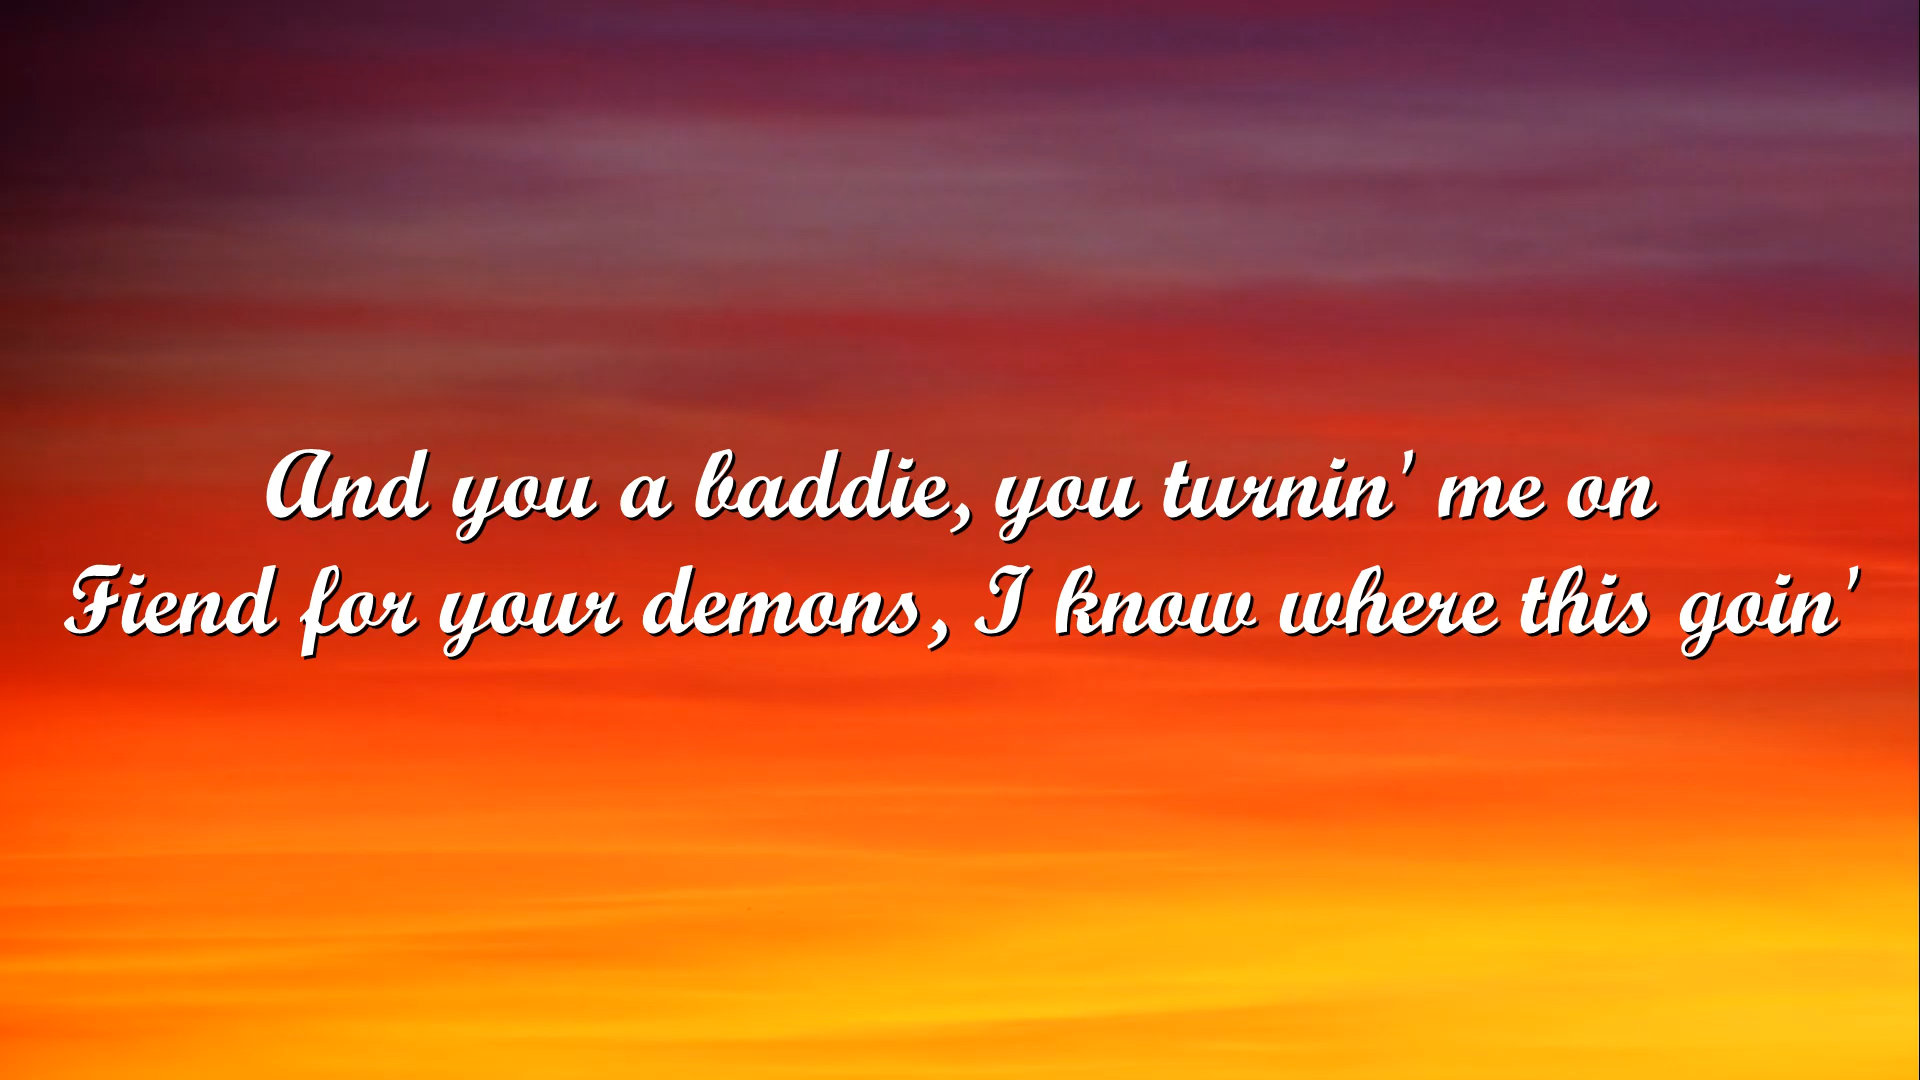 And you a baddie, you turnin' me on
Fiend for your demons, I know where this goin'